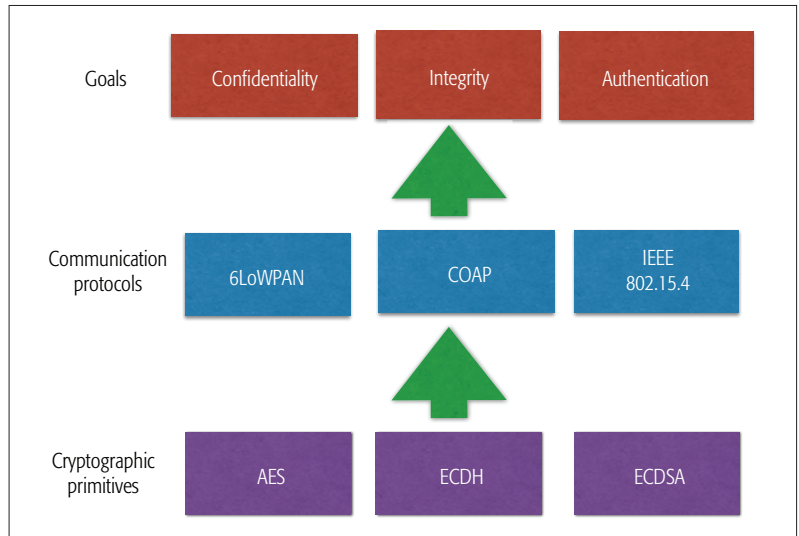 Goals
Confidentiality
Integrity
Authentication
Communication
protocols
6LoWPAN
COAP
IEEE
802.15.4
Cryptographic
primitives
AES
ECDH
ECDSA